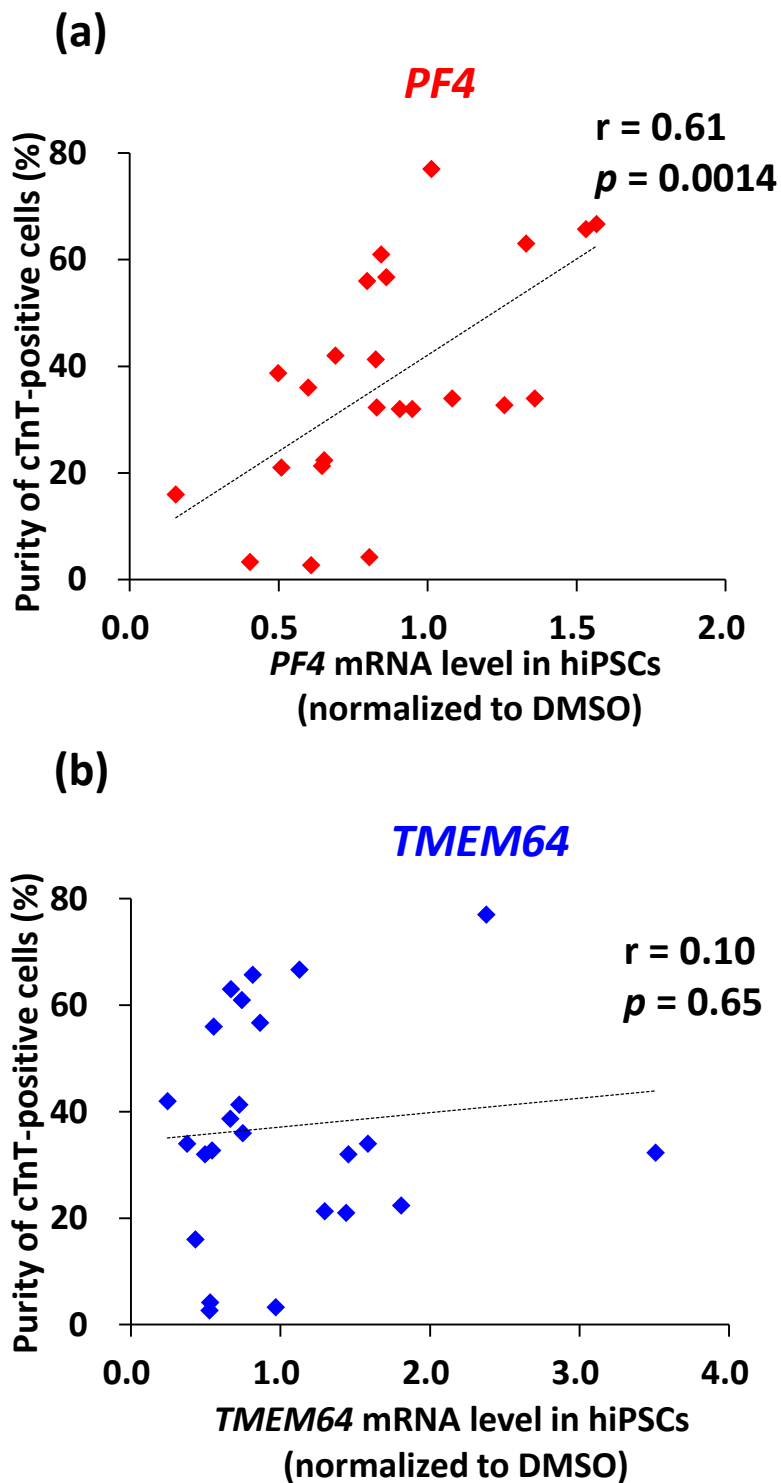 (a)
PF4
r = 0.61
p = 0.0014
Purity of cTnT-positive cells (%)
80
60
40
20
0
0.0 0.5 1.0 1.5 2.0
PF4 mRNA level in hiPSCs
(normalized to DMSO)
(b)
TMEM64
r = 0.10
p = 0.65
Purity of cTnT-positive cells (%)
80
60
40
20
0
0.0 1.0 2.0 3.0 4.0
TMEM64 mRNA level in hiPSCs
(normalized to DMSO)